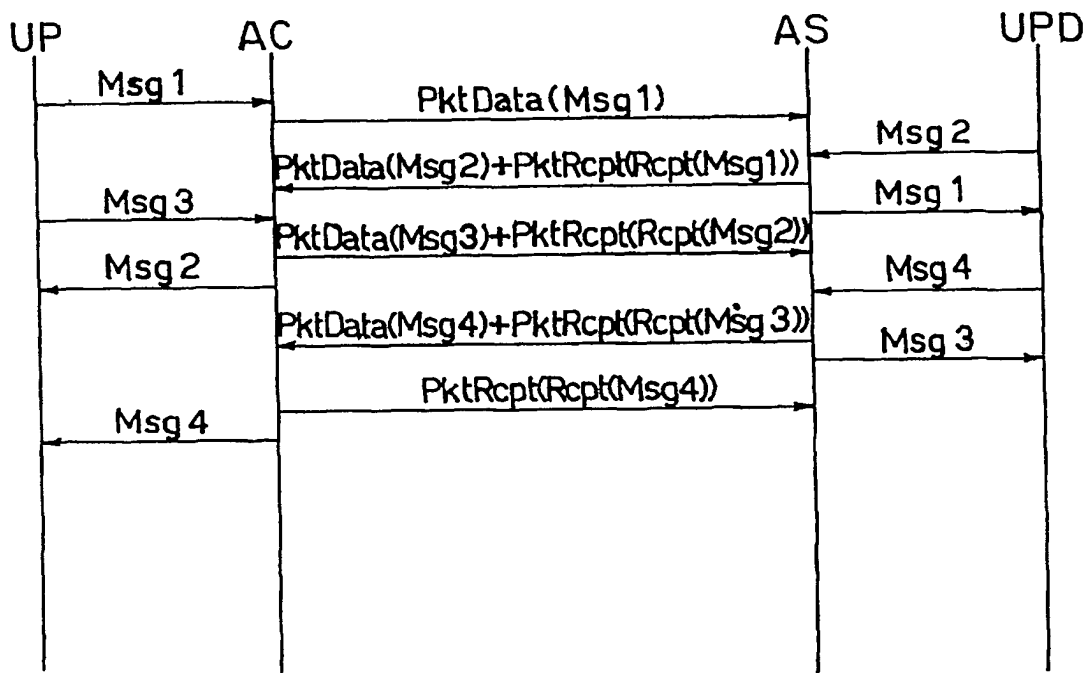 UP AC AS UPD
Msg 1
PktData(Msg1)
Msg 2
PktData(Msg2)+PktRcpt(Rcpt(Msg1))
Msg 1
Msg 3
PktData(Msg3)+PktRcpt(Rcpt(Msg2))
Msg 2
Msg 4
PktData(Msg4)+PktRcpt(Rcpt(Msg3))
Msg 3
PktRcpt(Rcpt(Msg4))
Msg 4